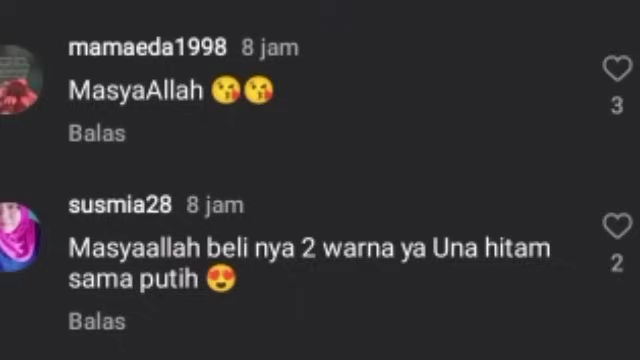 mamaeda1998 8 jam
MasyaAllah 😘😘
3
Balas
susmia28 8 jam
Masyaallah beli nya 2 warna ya Una hitam
sama putih 😍
2
Balas